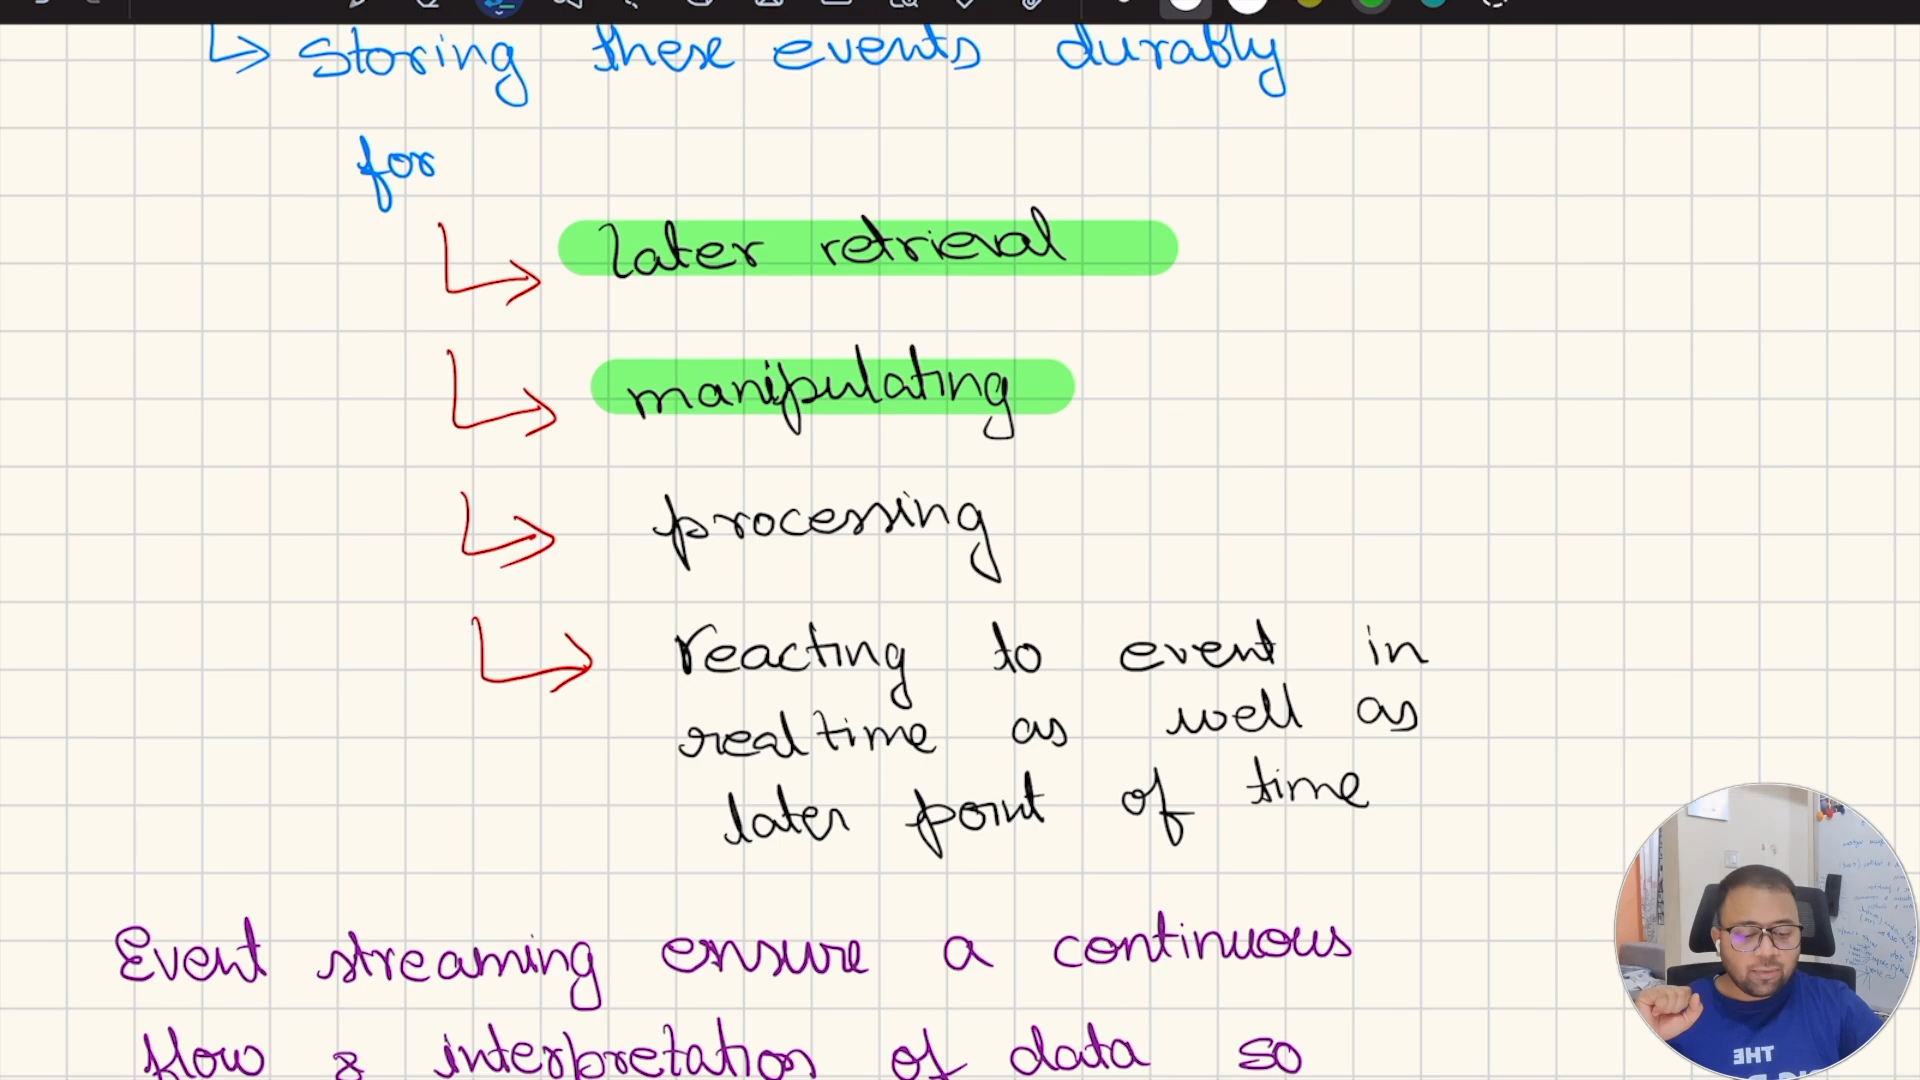 ↳ storing these events durably
for
↳ later retrieval
↳ manipulating
↳ processing
↳ reacting to event in
realtime as well as
later point of time
Event streaming ensure a continuous
flow & interpretation of data so
THE